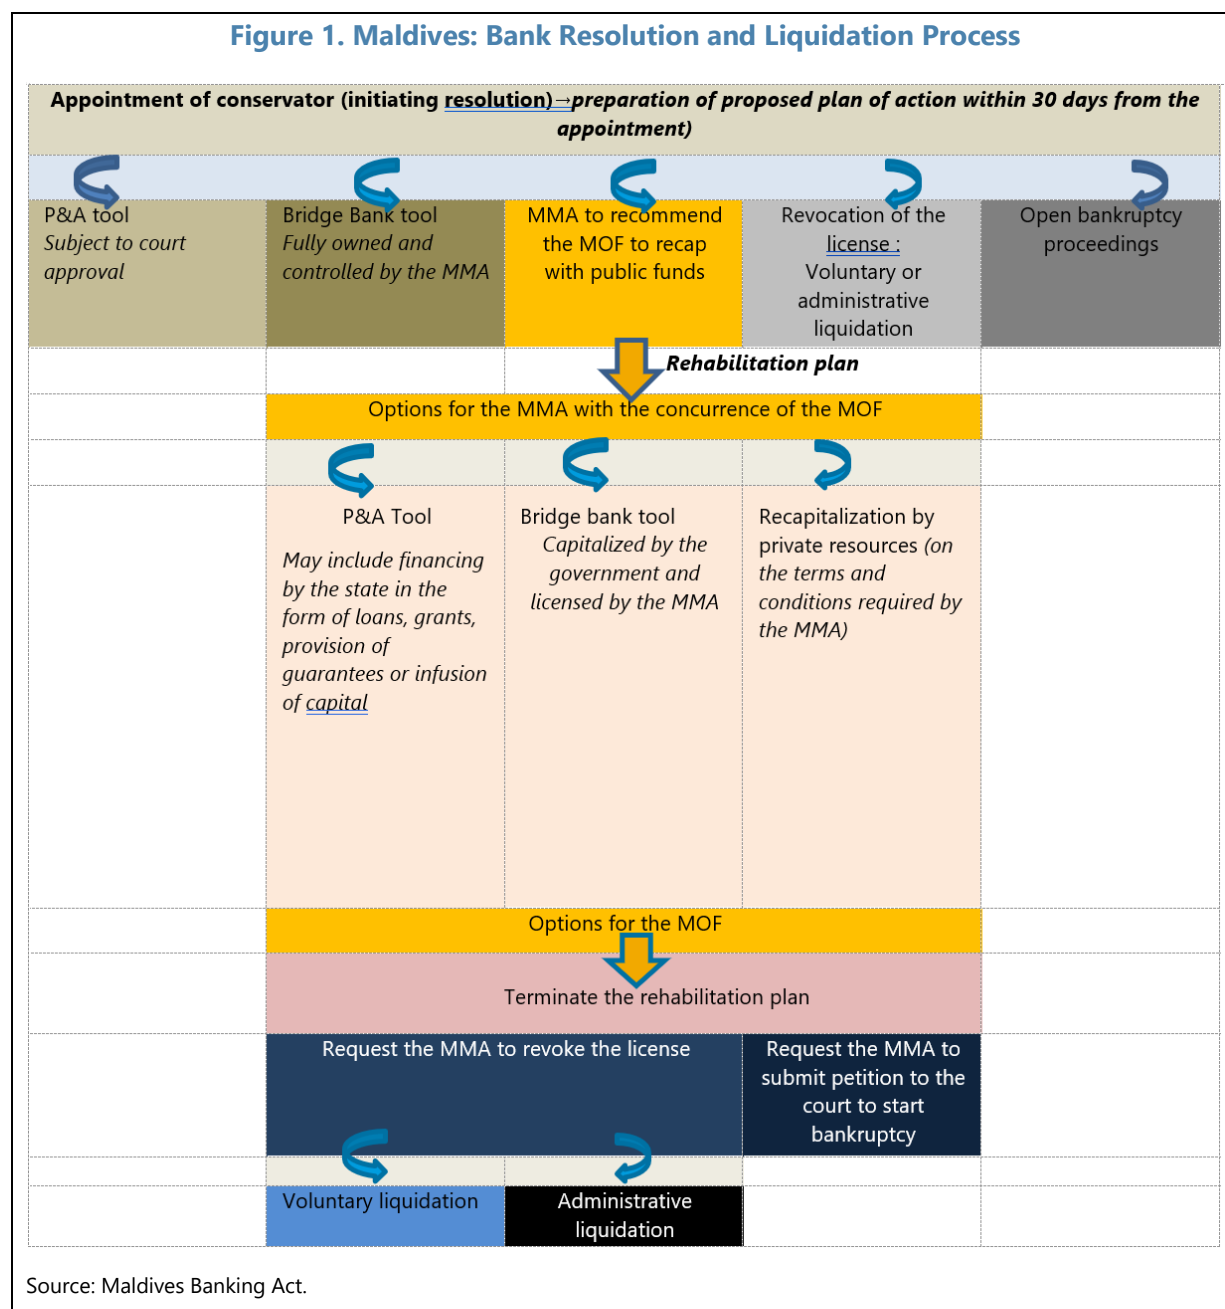 Figure 1. Maldives: Bank Resolution and Liquidation Process
Appointment of conservator (initiating resolution)→preparation of proposed plan of action within 30 days from the
appointment)
P&A tool
Subject to court
approval
Bridge Bank tool
Fully owned and
controlled by the MMA
MMA to recommend
the MOF to recap
with public funds
Revocation of the
license :
Voluntary or
administrative
liquidation
Open bankruptcy
proceedings
Rehabilitation plan
Options for the MMA with the concurrence of the MOF
P&A Tool
May include financing
by the state in the
form of loans, grants,
provision of
guarantees or infusion
of capital
Bridge bank tool
Capitalized by the
government and
licensed by the MMA
Recapitalization by
private resources (on
the terms and
conditions required by
the MMA)
Options for the MOF
Terminate the rehabilitation plan
Request the MMA to revoke the license
Request the MMA to
submit petition to the
court to start
bankruptcy
Voluntary liquidation
Administrative
liquidation
Source: Maldives Banking Act.